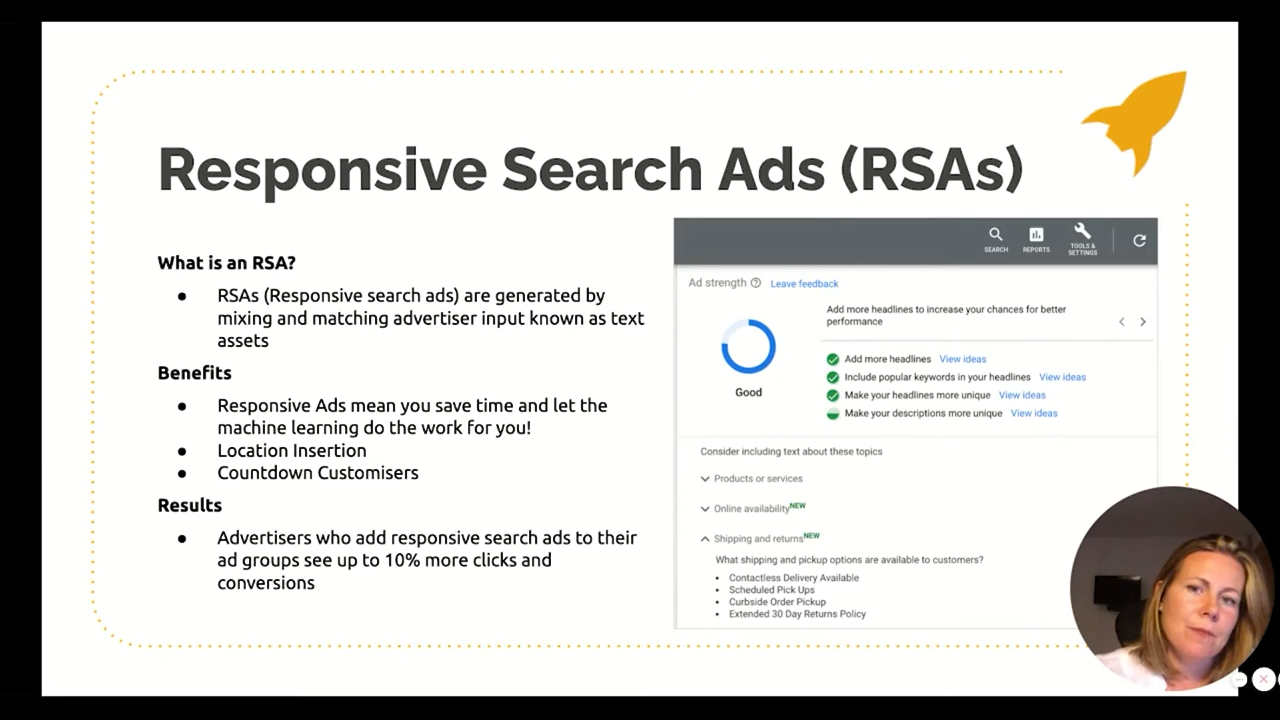 Responsive Search Ads (RSAs)
What is an RSA?
● RSAs (Responsive search ads) are generated by
mixing and matching advertiser input known as text
assets
Benefits
● Responsive Ads mean you save time and let the
machine learning do the work for you!
● Location Insertion
● Countdown Customisers
Results
● Advertisers who add responsive search ads to their
ad groups see up to 10% more clicks and
conversions
SEARCH
REPORTS
TOOLS &
SETTINGS
Ad strength Leave feedback
Good
Add more headlines to increase your chances for better
performance
Add more headlines View ideas
Include popular keywords in your headlines View ideas
Make your headlines more unique View ideas
Make your descriptions more unique View ideas
Consider including text about these topics
Products or services
Online availability NEW
Shipping and returns NEW
What shipping and pickup options are available to customers?
• Contactless Delivery Available
• Scheduled Pick Ups
• Curbside Order Pickup
• Extended 30 Day Returns Policy